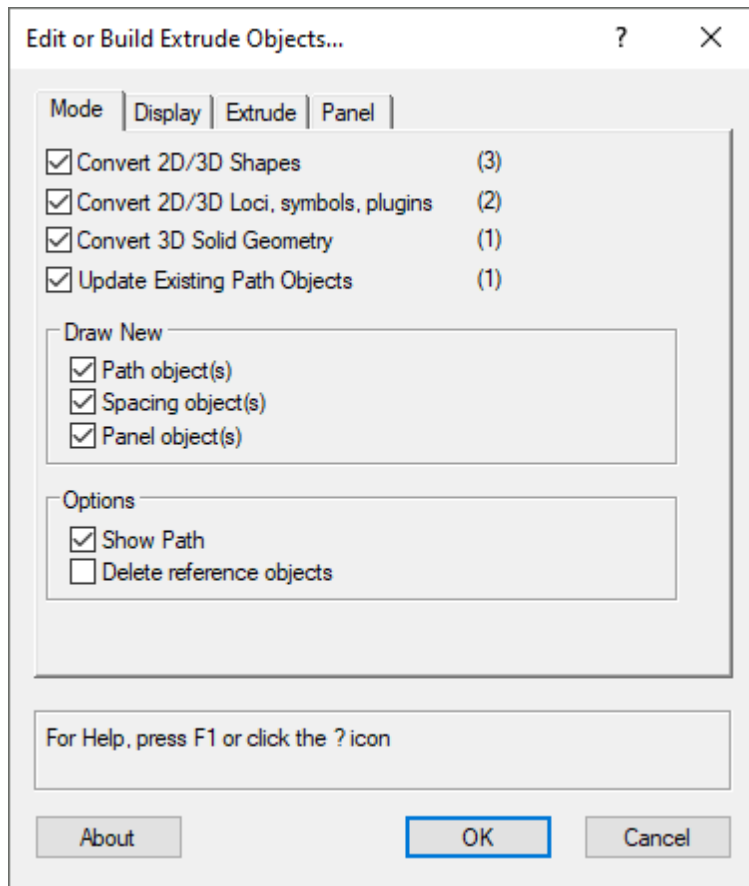 Edit or Build Extrude Objects... ?
Mode Display Extrude Panel
Convert 2D/3D Shapes (3)
Convert 2D/3D Loci, symbols, plugins (2)
Convert 3D Solid Geometry (1)
Update Existing Path Objects (1)
Draw New
Path object(s)
Spacing object(s)
Panel object(s)
Options
Show Path
Delete reference objects
For Help, press F1 or click the ? icon
About OK Cancel